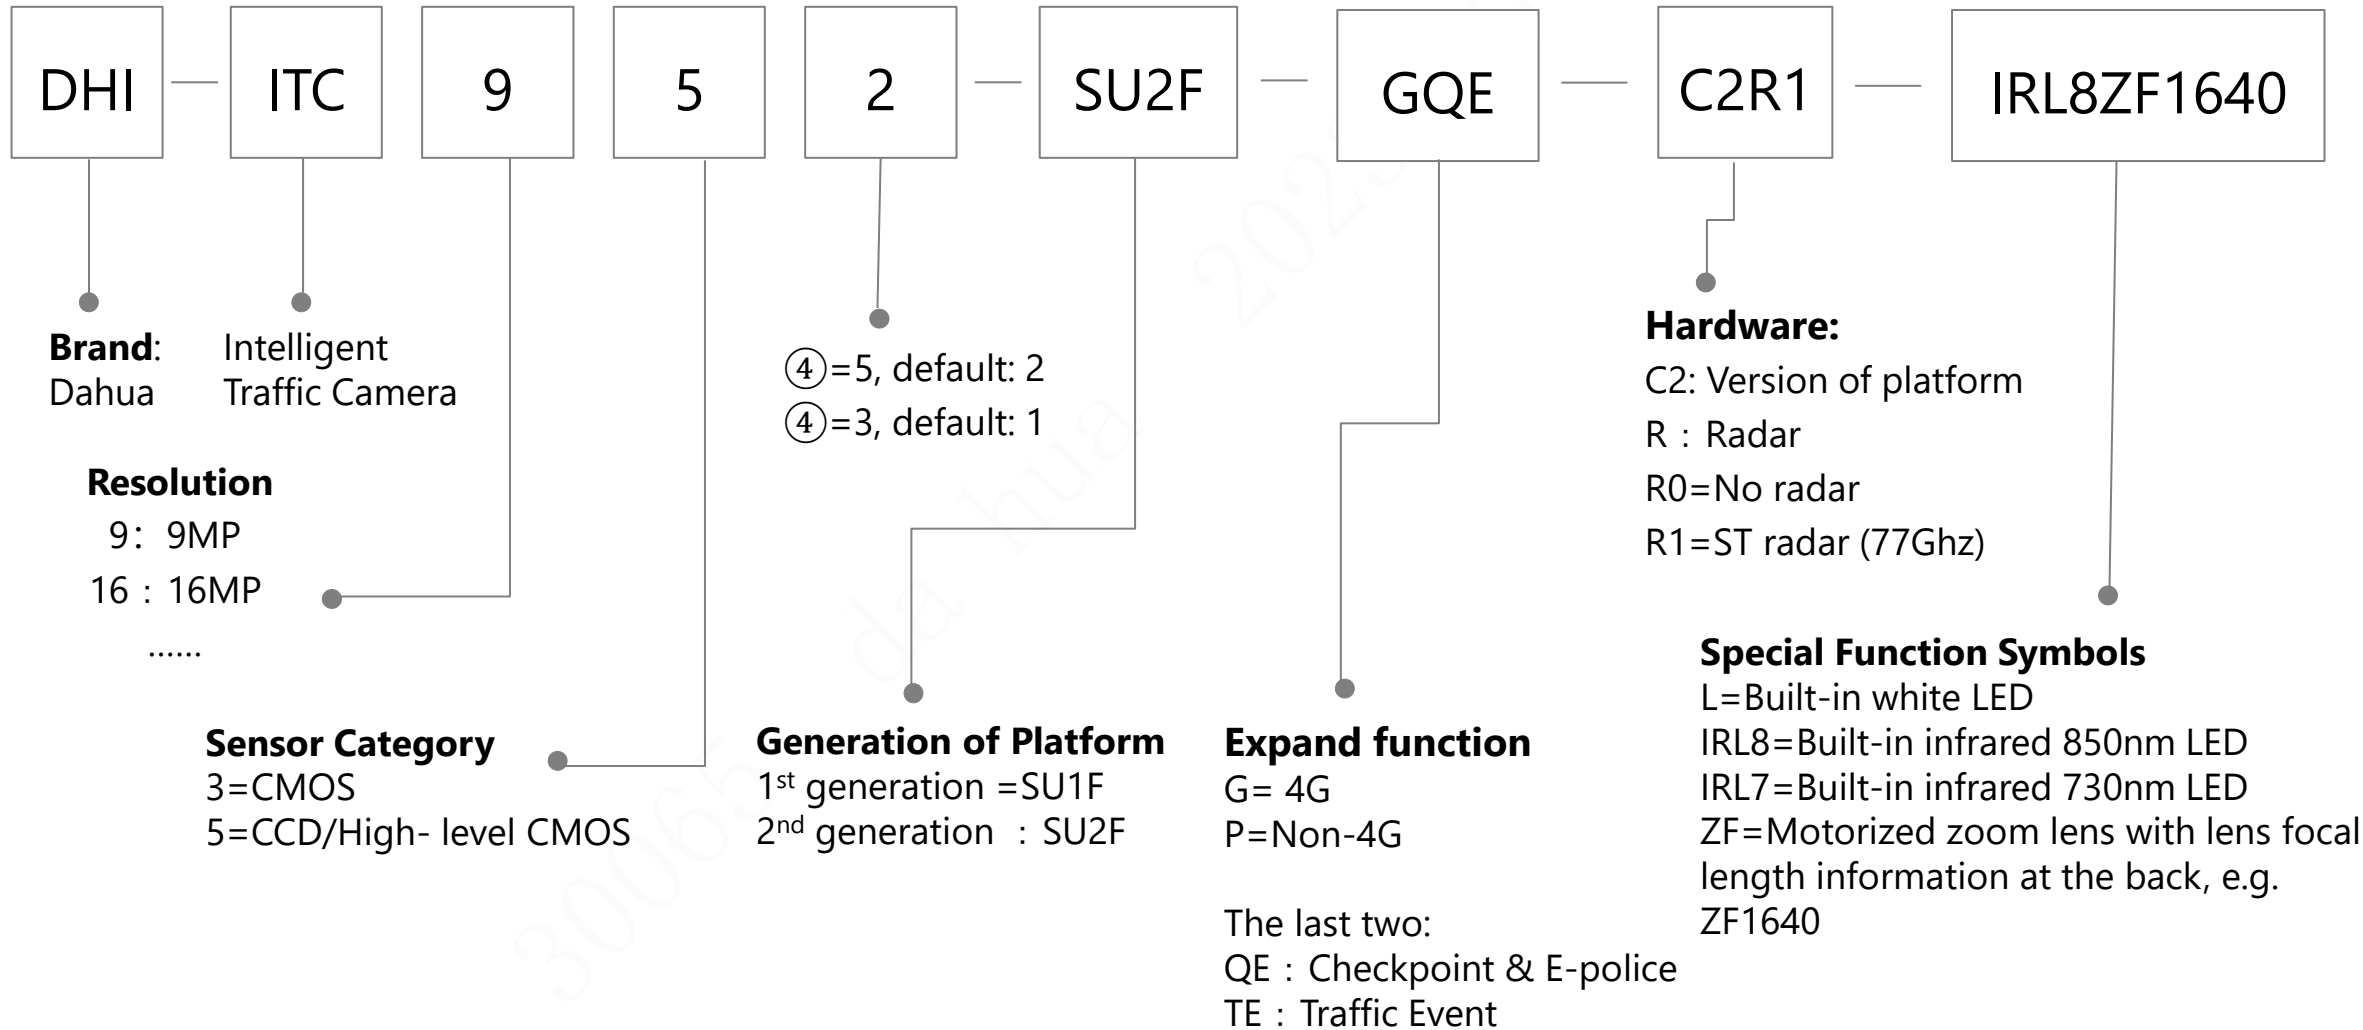 DHI — ITC 9 5 2 — SU2F — GQE — C2R1 — IRL8ZF1640
Brand:
Dahua
Intelligent
Traffic Camera
Resolution
9: 9MP
16 : 16MP
......
Sensor Category
3=CMOS
5=CCD/High- level CMOS
④=5, default: 2
④=3, default: 1
Generation of Platform
1st generation =SU1F
2nd generation : SU2F
Expand function
G= 4G
P=Non-4G
The last two:
QE : Checkpoint & E-police
TE : Traffic Event
Hardware:
C2: Version of platform
R : Radar
R0=No radar
R1=ST radar (77Ghz)
Special Function Symbols
L=Built-in white LED
IRL8=Built-in infrared 850nm LED
IRL7=Built-in infrared 730nm LED
ZF=Motorized zoom lens with lens focal
length information at the back, e.g.
ZF1640